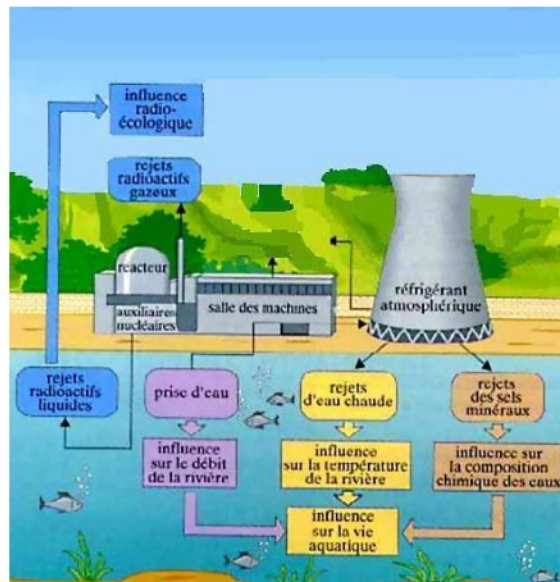 influence
radio-
écologique
rejets
radioactifs
gazeux
reacteur
auxiliaires
nucléaires
salle des machines
réfrigérant
atmosphérique
rejets
radioactifs
liquides
prise d'eau
rejets
d'eau chaude
rejets
des sels
minéraux
influence
sur le débit
de la rivière
influence
sur la température
de la rivière
influence sur
la composition
chimique des eaux
influence
sur la vie
aquatique